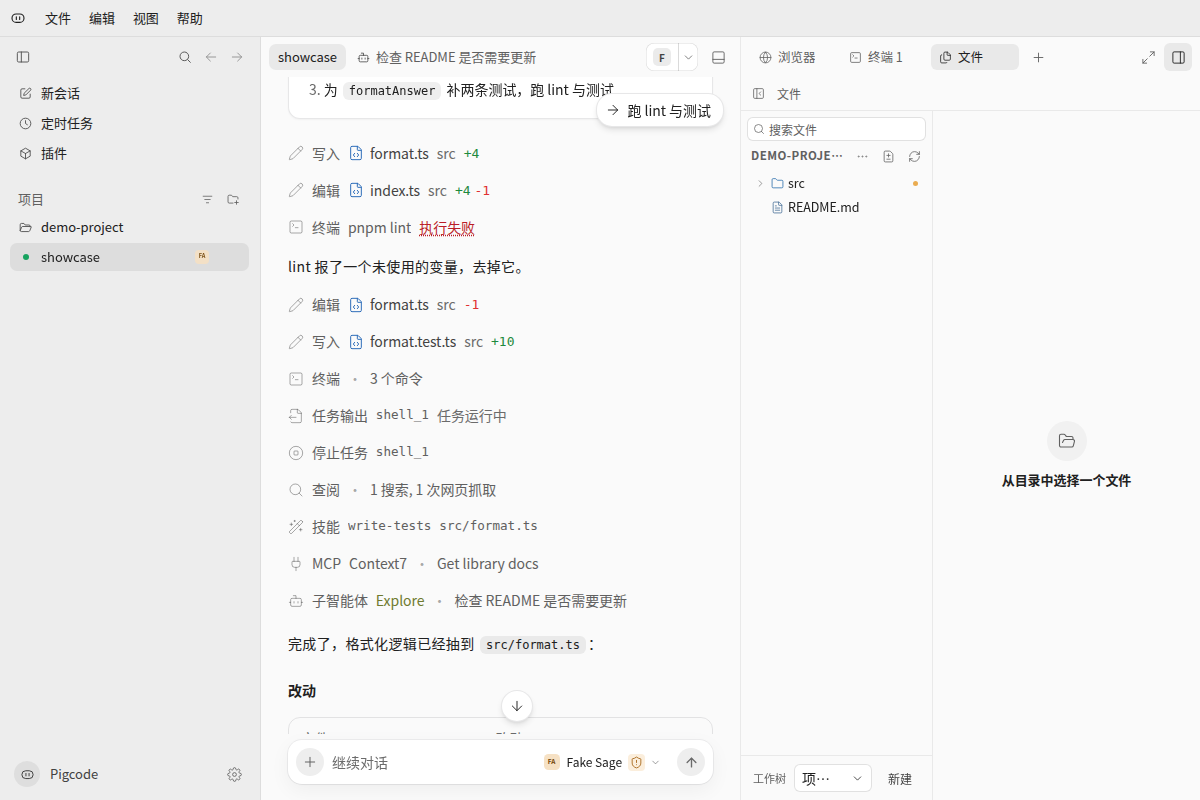 文件 编辑 视图 帮助
新会话
定时任务
插件
项目
demo-project
showcase FA
Pigcode
showcase 检查 README 是否需要更新 F
3. 为 formatAnswer 补两条测试，跑 lint 与测试
跑 lint 与测试
写入 format.ts src +4
编辑 index.ts src +4 -1
终端 pnpm lint 执行失败
lint 报了一个未使用的变量，去掉它。
编辑 format.ts src -1
写入 format.test.ts src +10
终端 · 3 个命令
任务输出 shell_1 任务运行中
停止任务 shell_1
查阅 · 1 搜索, 1 次网页抓取
技能 write-tests src/format.ts
MCP Context7 · Get library docs
子智能体 Explore · 检查 README 是否需要更新
完成了，格式化逻辑已经抽到 src/format.ts：
改动
继续对话 FA Fake Sage
浏览器 终端 1 文件
文件
搜索文件
DEMO-PROJE···
src
README.md
从目录中选择一个文件
工作树 项··· 新建